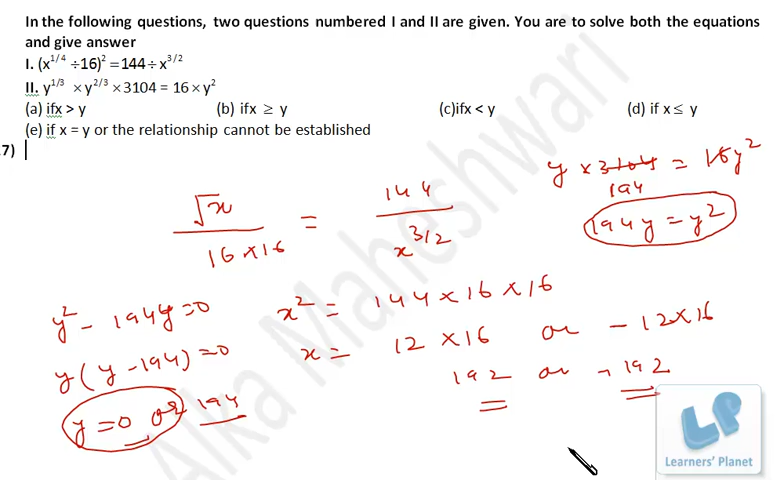 In the following questions, two questions numbered I and II are given. You are to solve both the equations
and give answer
I. (x^1/4 ÷16)^2 =144÷x^3/2
II. y^1/3 ×y^2/3 ×3104 = 16×y^2
(a) ifx > y (b) ifx ≥ y (c)ifx < y (d) if x ≤ y
(e) if x = y or the relationship cannot be established
7)
y × 3104 = 16y^2
194
194y = y^2
√x / 16×16 = 144 / x^3/2
y^2 - 194y = 0
x^2 = 144×16×16
y(y-194) = 0
x = 12×16 or -12×16
192 or -192
y = 0 or 194
Alka Maheshwari
LP
Learners' Planet